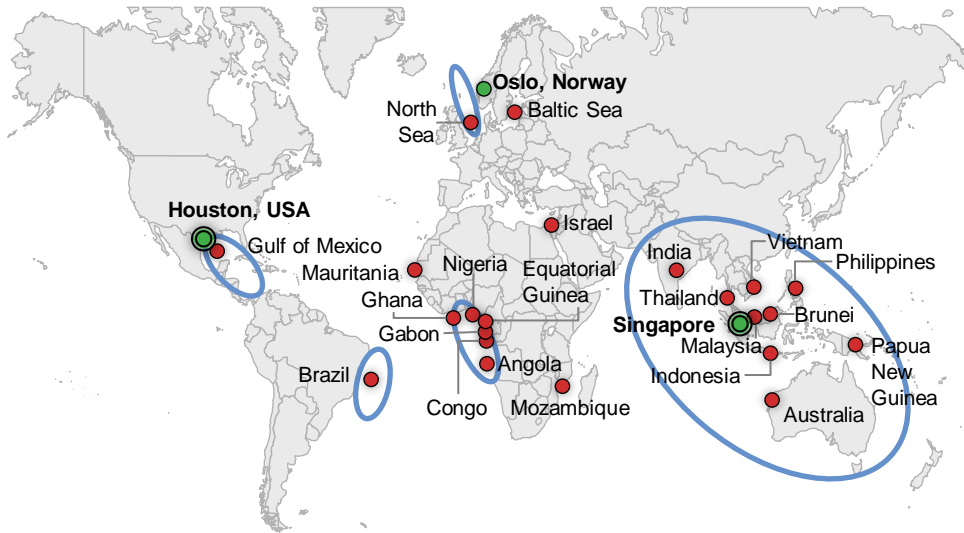 Oslo, Norway
North
Sea
Baltic Sea
Houston, USA
Gulf of Mexico
Israel
Mauritania
Nigeria
Equatorial
Guinea
Ghana
Gabon
Congo
Angola
Mozambique
Brazil
India
Vietnam
Philippines
Thailand
Singapore
Brunei
Malaysia
Indonesia
Papua
New
Guinea
Australia